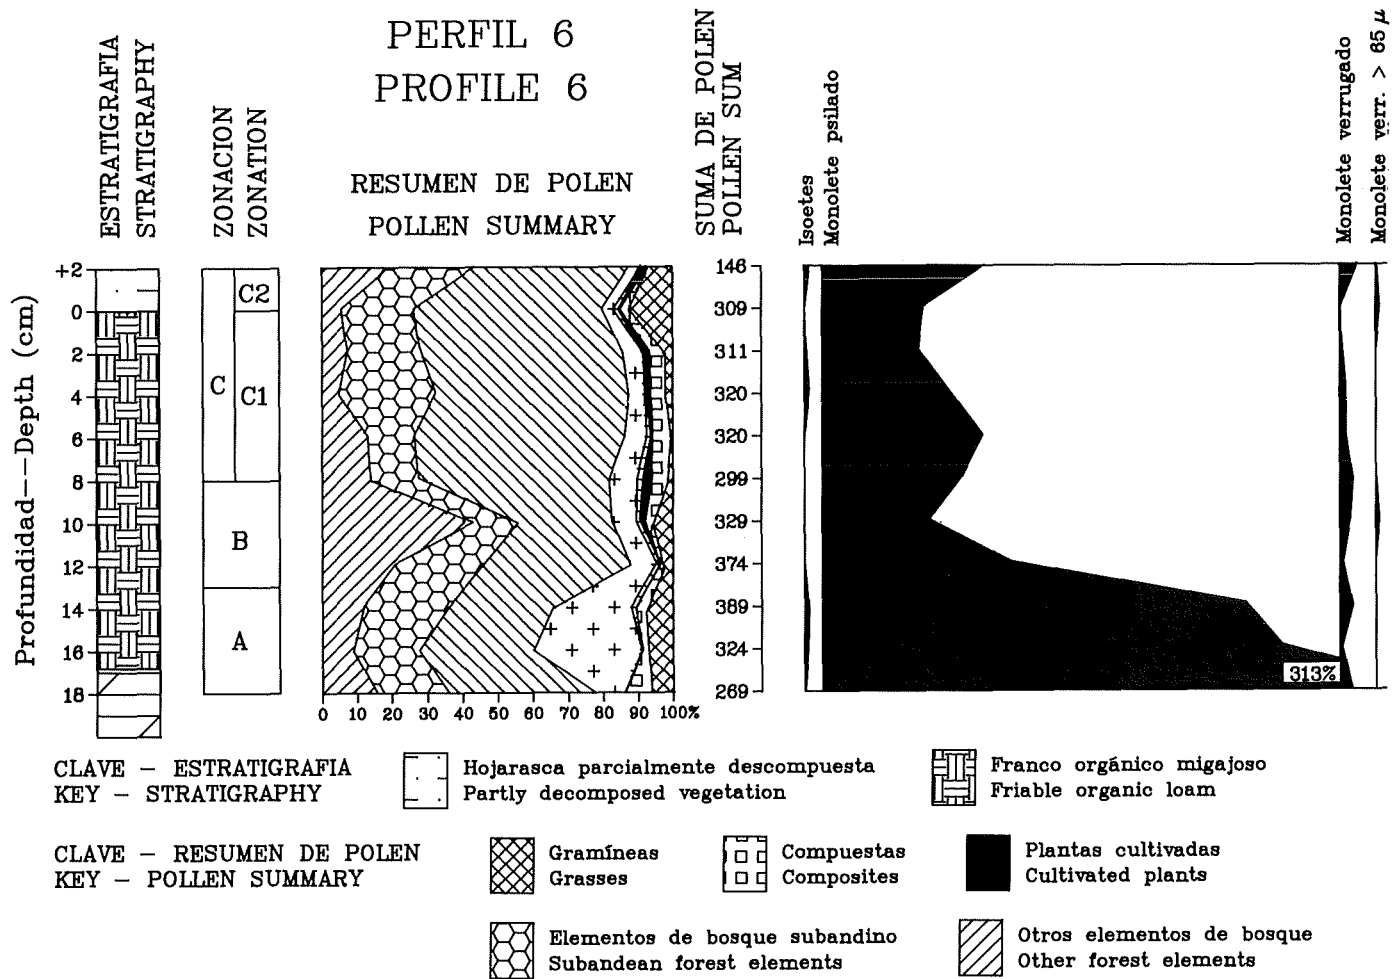 PERFIL 6
PROFILE 6
ESTRATIGRAFIA
STRATIGRAPHY
ZONACION
ZONATION
RESUMEN DE POLEN
POLLEN SUMMARY
SUMA DE POLEN
POLLEN SUM
Isoetes
Monolete psilado
Monolete verrugado
Monolete verr. > 65 μ
Profundidad--Depth (cm)
+2
0
2
4
6
8
10
12
14
16
18
C
C2
C1
B
A
0 10 20 30 40 50 60 70 80 90 100%
146
309
311
320
320
299
329
374
389
324
269
313%
CLAVE - ESTRATIGRAFIA
KEY - STRATIGRAPHY
Hojarasca parcialmente descompuesta
Partly decomposed vegetation
Franco orgánico migajoso
Friable organic loam
CLAVE - RESUMEN DE POLEN
KEY - POLLEN SUMMARY
Gramíneas
Grasses
Compuestas
Composites
Plantas cultivadas
Cultivated plants
Elementos de bosque subandino
Subandean forest elements
Otros elementos de bosque
Other forest elements